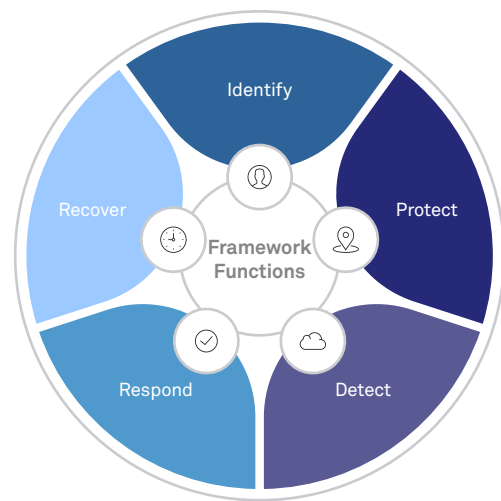 Identify
Protect
Detect
Respond
Recover
Framework
Functions